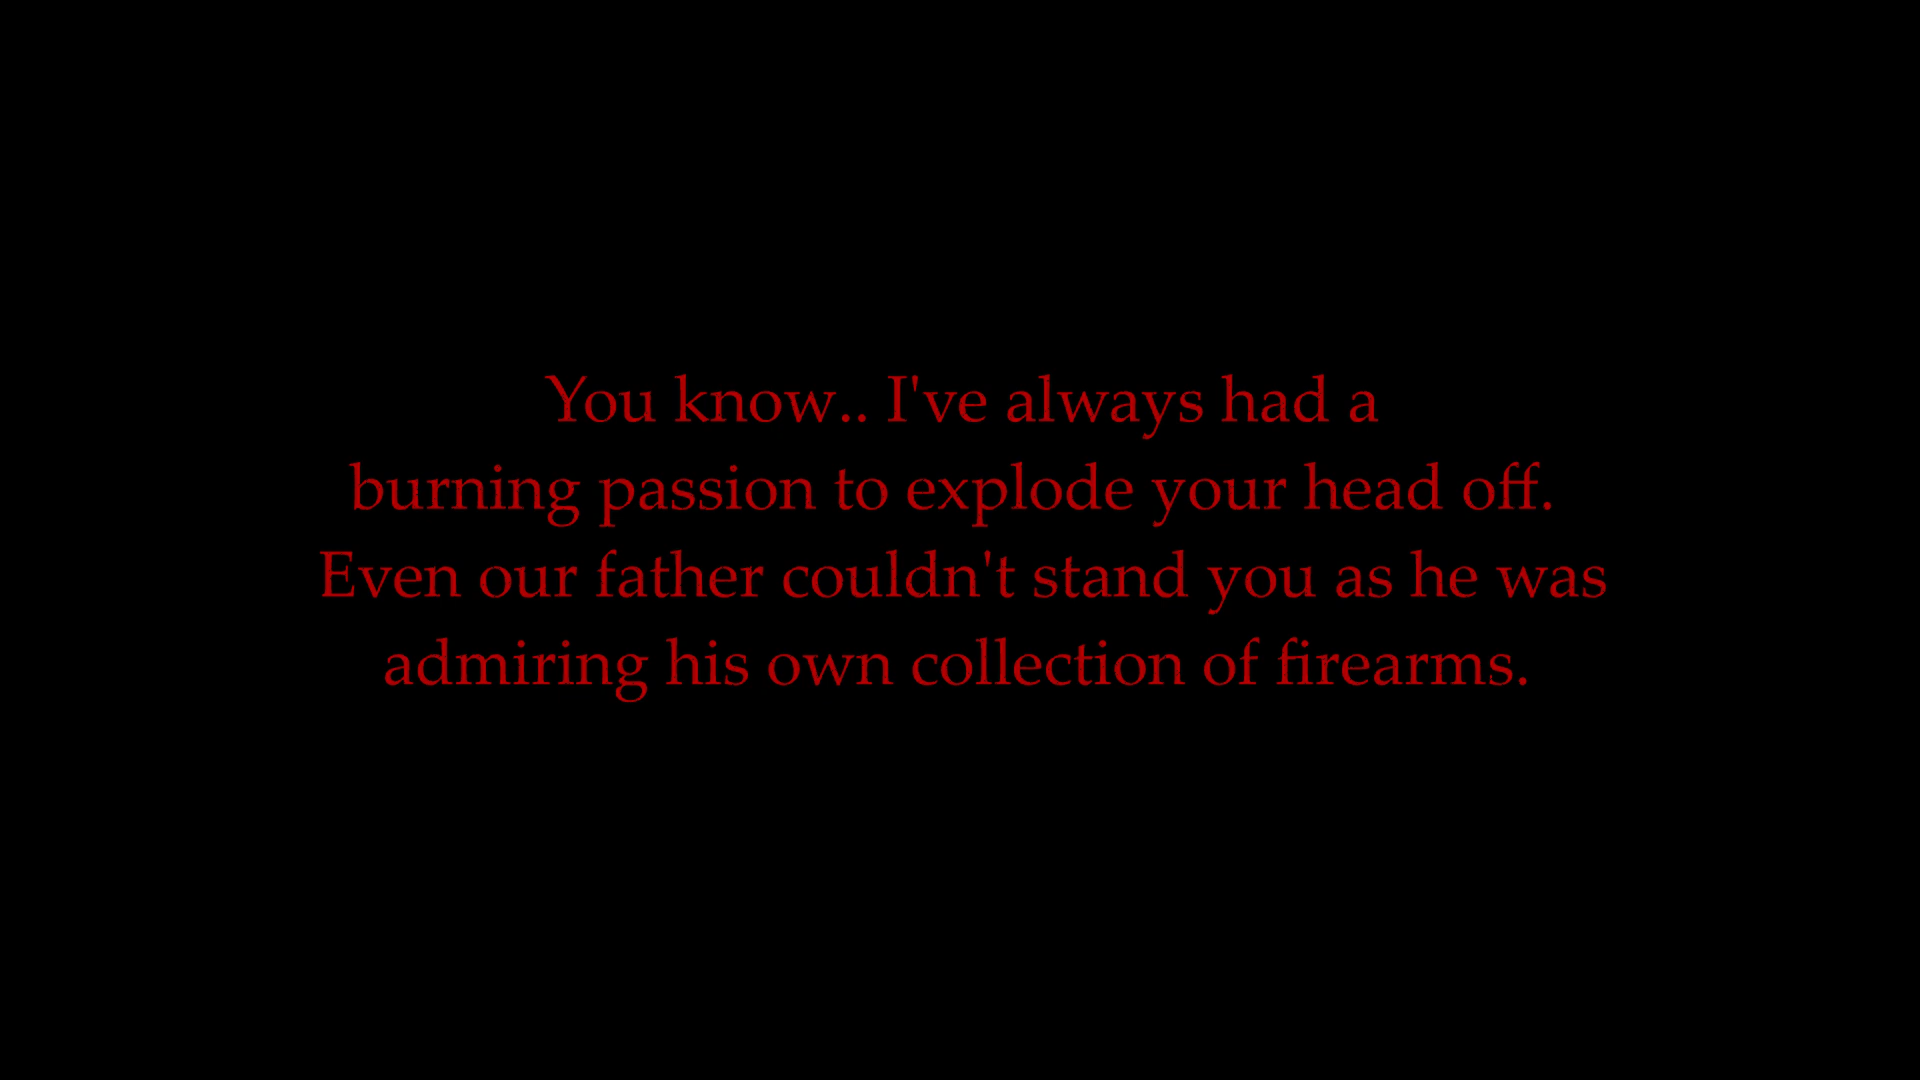 You know.. I've always had a
burning passion to explode your head off.
Even our father couldn't stand you as he was
admiring his own collection of firearms.